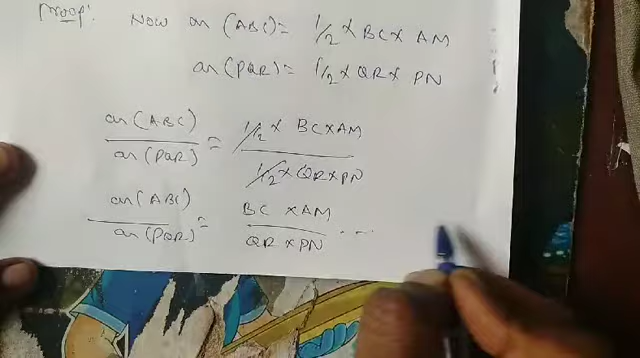 Proof: Now ar (ABC) = 1/2 × BC × AM
ar (PQR) = 1/2 × QR × PN
ar (ABC) / ar (PQR) = 1/2 × BC × AM / 1/2 × QR × PN
ar (ABC) / ar (PQR) = BC × AM / QR × PN ...